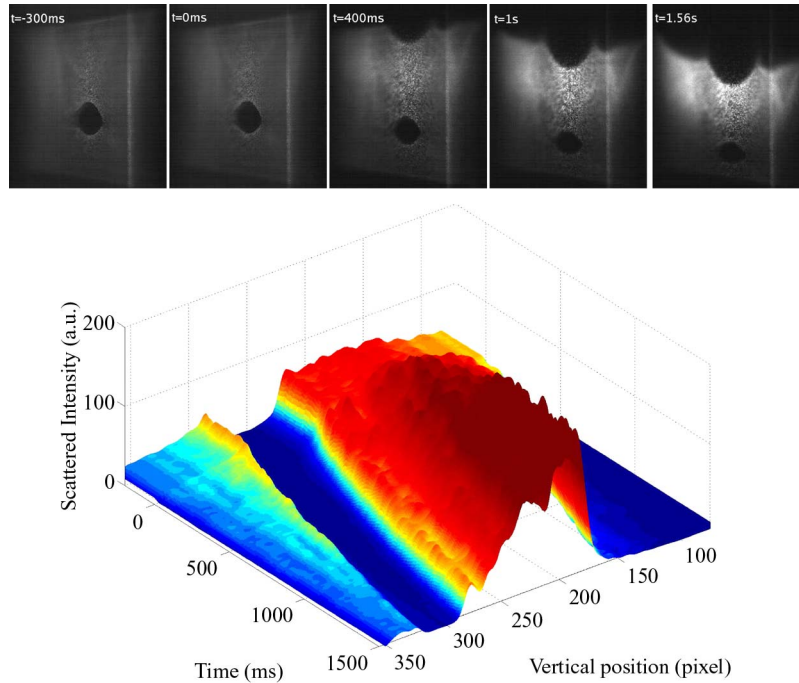 t=-300ms
t=0ms
t=400ms
t=1s
t=1.56s
200
100
0
Scattered Intensity (a.u.)
0
500
1000
1500
Time (ms)
350
300
250
200
150
100
Vertical position (pixel)